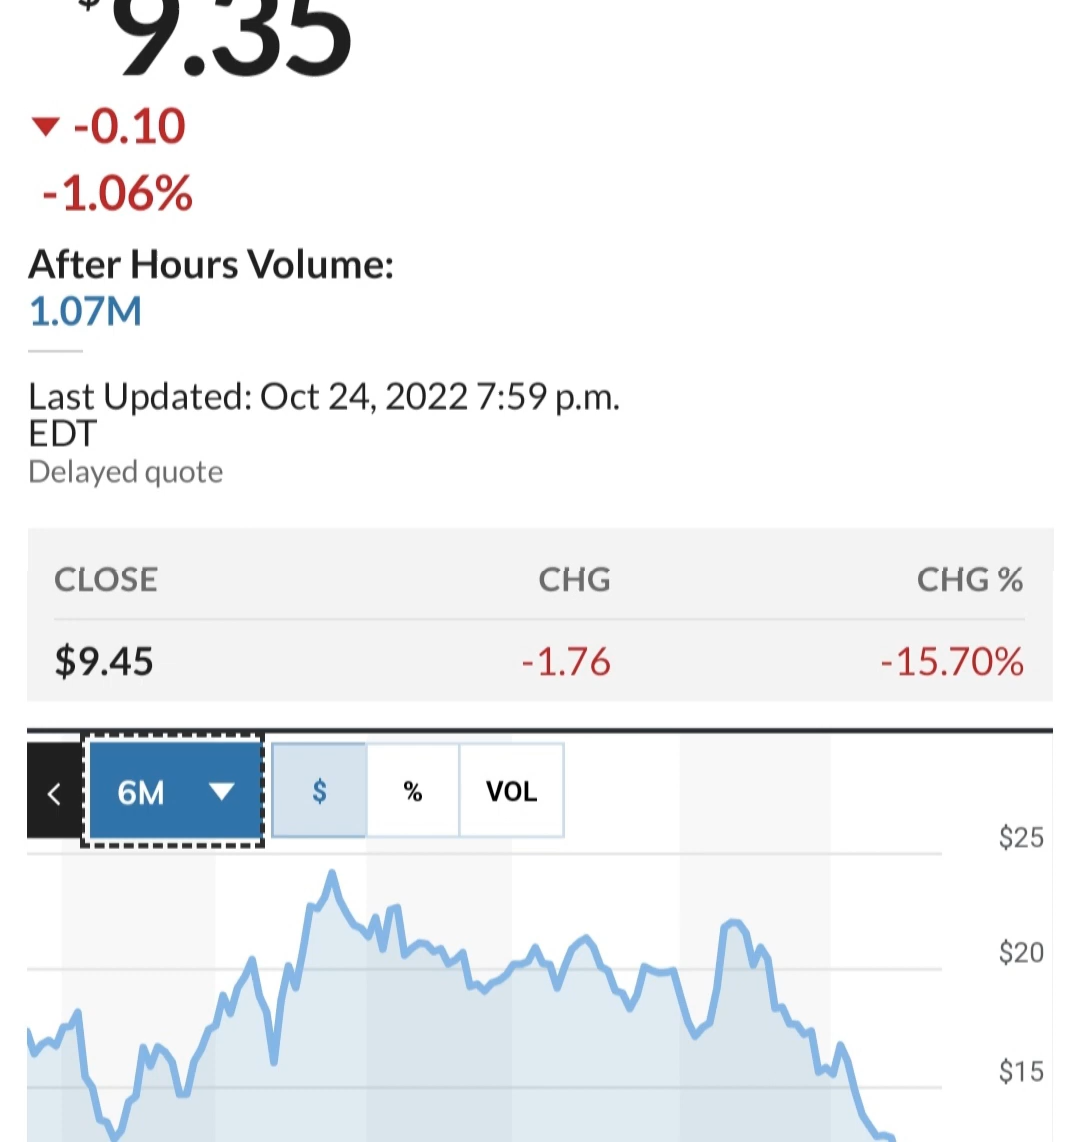 $9.35
-0.10
-1.06%
After Hours Volume:
1.07M
Last Updated: Oct 24, 2022 7:59 p.m.
EDT
Delayed quote
CLOSE CHG CHG %
$9.45 -1.76 -15.70%
6M $ % VOL
$25
$20
$15